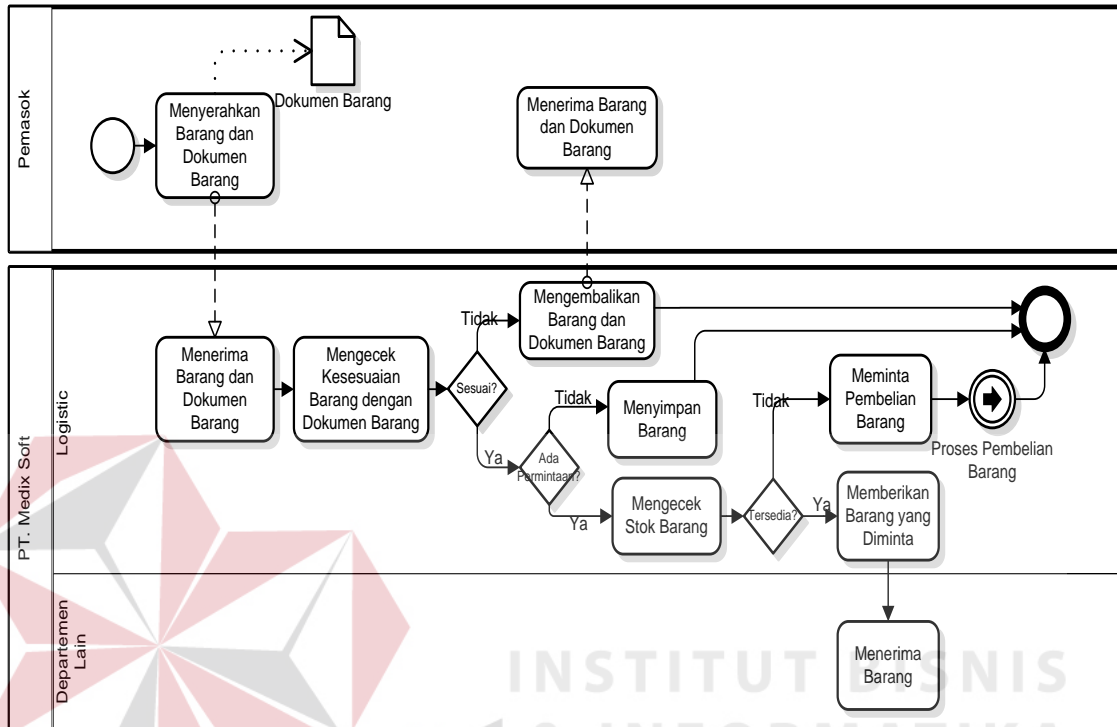 Pemasok
Menyerahkan
Barang dan
Dokumen
Barang
Dokumen Barang
Menerima Barang
dan Dokumen
Barang
PT. Medix Soft
Logistic
Menerima
Barang dan
Dokumen
Barang
Mengecek
Kesesuaian
Barang dengan
Dokumen Barang
Sesuai?
Tidak
Mengembalikan
Barang dan
Dokumen Barang
Ya
Ada
Permintaan?
Tidak
Menyimpan
Barang
Ya
Mengecek
Stok Barang
Tersedia?
Tidak
Meminta
Pembelian
Barang
Proses Pembelian
Barang
Ya
Memberikan
Barang yang
Diminta
Departemen
Lain
Menerima
Barang
INSTITUT BISNIS
& INFORMATIKA